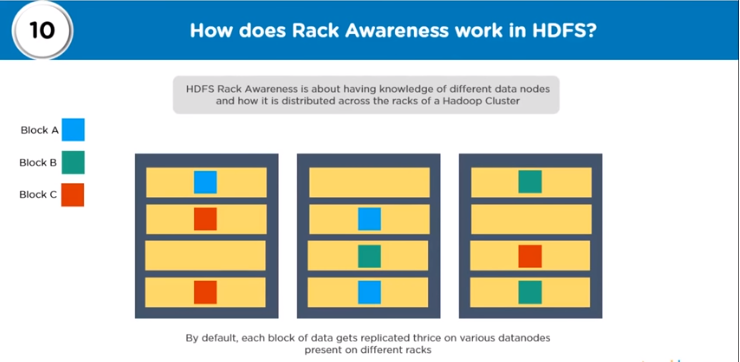 10
How does Rack Awareness work in HDFS?
HDFS Rack Awareness is about having knowledge of different data nodes
and how it is distributed across the racks of a Hadoop Cluster
Block A
Block B
Block C
By default, each block of data gets replicated thrice on various datanodes
present on different racks